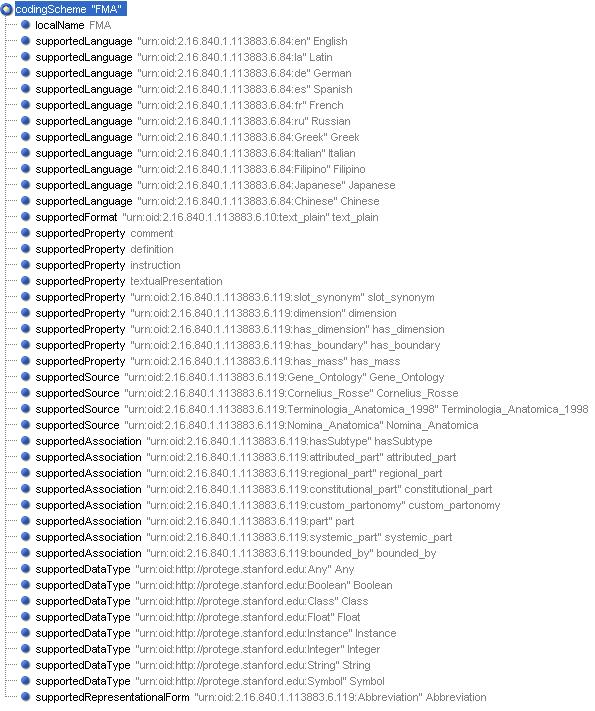 codingScheme "FMA"
localName FMA
supportedLanguage "urn:oid:2.16.840.1.113883.6.84:en" English
supportedLanguage "urn:oid:2.16.840.1.113883.6.84:la" Latin
supportedLanguage "urn:oid:2.16.840.1.113883.6.84:de" German
supportedLanguage "urn:oid:2.16.840.1.113883.6.84:es" Spanish
supportedLanguage "urn:oid:2.16.840.1.113883.6.84:fr" French
supportedLanguage "urn:oid:2.16.840.1.113883.6.84:ru" Russian
supportedLanguage "urn:oid:2.16.840.1.113883.6.84:Greek" Greek
supportedLanguage "urn:oid:2.16.840.1.113883.6.84:Italian" Italian
supportedLanguage "urn:oid:2.16.840.1.113883.6.84:Filipino" Filipino
supportedLanguage "urn:oid:2.16.840.1.113883.6.84:Japanese" Japanese
supportedLanguage "urn:oid:2.16.840.1.113883.6.84:Chinese" Chinese
supportedFormat "urn:oid:2.16.840.1.113883.6.10:text_plain" text_plain
supportedProperty comment
supportedProperty definition
supportedProperty instruction
supportedProperty textualPresentation
supportedProperty "urn:oid:2.16.840.1.113883.6.119:slot_synonym" slot_synonym
supportedProperty "urn:oid:2.16.840.1.113883.6.119:dimension" dimension
supportedProperty "urn:oid:2.16.840.1.113883.6.119:has_dimension" has_dimension
supportedProperty "urn:oid:2.16.840.1.113883.6.119:has_boundary" has_boundary
supportedProperty "urn:oid:2.16.840.1.113883.6.119:has_mass" has_mass
supportedSource "urn:oid:2.16.840.1.113883.6.119:Gene_Ontology" Gene_Ontology
supportedSource "urn:oid:2.16.840.1.113883.6.119:Cornelius_Rosse" Cornelius_Rosse
supportedSource "urn:oid:2.16.840.1.113883.6.119:Terminologia_Anatomica_1998" Terminologia_Anatomica_1998
supportedSource "urn:oid:2.16.840.1.113883.6.119:Nomina_Anatomica" Nomina_Anatomica
supportedAssociation "urn:oid:2.16.840.1.113883.6.119:hasSubtype" hasSubtype
supportedAssociation "urn:oid:2.16.840.1.113883.6.119:attributed_part" attributed_part
supportedAssociation "urn:oid:2.16.840.1.113883.6.119:regional_part" regional_part
supportedAssociation "urn:oid:2.16.840.1.113883.6.119:constitutional_part" constitutional_part
supportedAssociation "urn:oid:2.16.840.1.113883.6.119:custom_partonomy" custom_partonomy
supportedAssociation "urn:oid:2.16.840.1.113883.6.119:part" part
supportedAssociation "urn:oid:2.16.840.1.113883.6.119:systemic_part" systemic_part
supportedAssociation "urn:oid:2.16.840.1.113883.6.119:bounded_by" bounded_by
supportedDataType "urn:oid:http://protege.stanford.edu:Any" Any
supportedDataType "urn:oid:http://protege.stanford.edu:Boolean" Boolean
supportedDataType "urn:oid:http://protege.stanford.edu:Class" Class
supportedDataType "urn:oid:http://protege.stanford.edu:Float" Float
supportedDataType "urn:oid:http://protege.stanford.edu:Instance" Instance
supportedDataType "urn:oid:http://protege.stanford.edu:Integer" Integer
supportedDataType "urn:oid:http://protege.stanford.edu:String" String
supportedDataType "urn:oid:http://protege.stanford.edu:Symbol" Symbol
supportedRepresentationalForm "urn:oid:2.16.840.1.113883.6.119:Abbreviation" Abbreviation